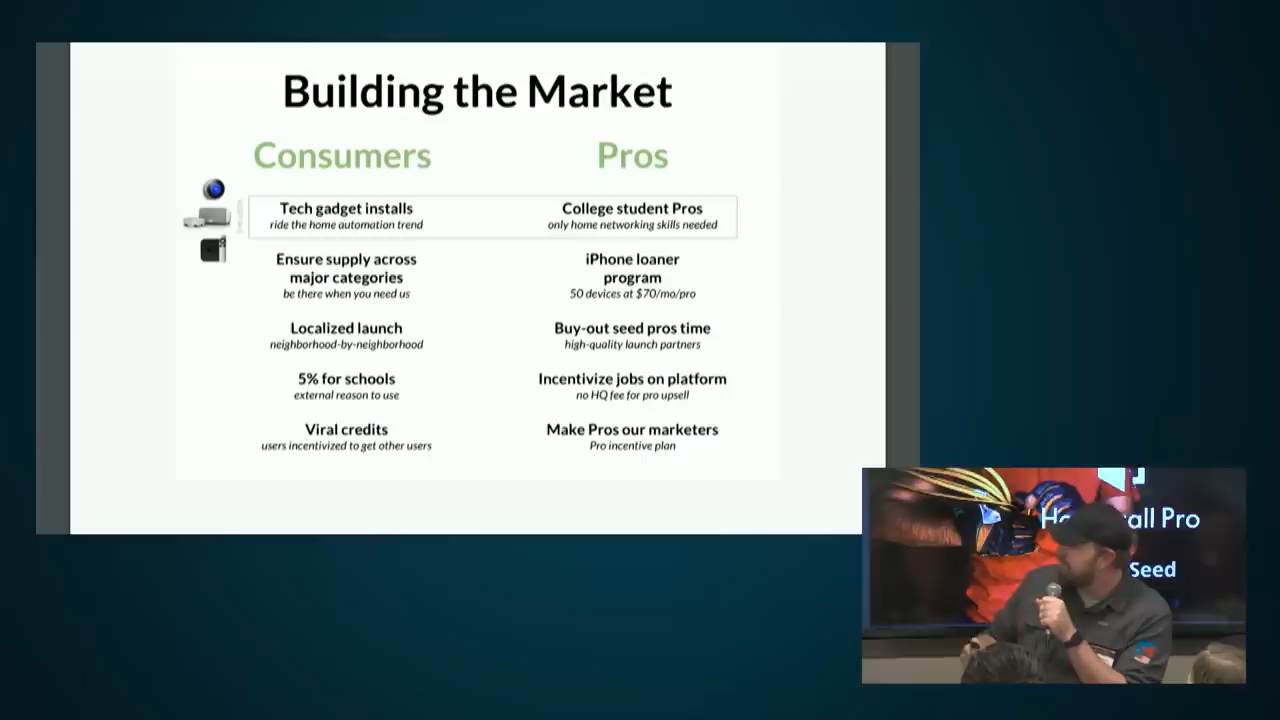 Building the Market
Consumers
Pros
Tech gadget installs
ride the home automation trend
College student Pros
only home networking skills needed
Ensure supply across
major categories
be there when you need us
iPhone loaner
program
50 devices at $70/mo/pro
Localized launch
neighborhood-by-neighborhood
Buy-out seed pros time
high-quality launch partners
5% for schools
external reason to use
Incentivize jobs on platform
no HQ fee for pro upsell
Viral credits
users incentivized to get other users
Make Pros our marketers
Pro incentive plan
Pro
Seed